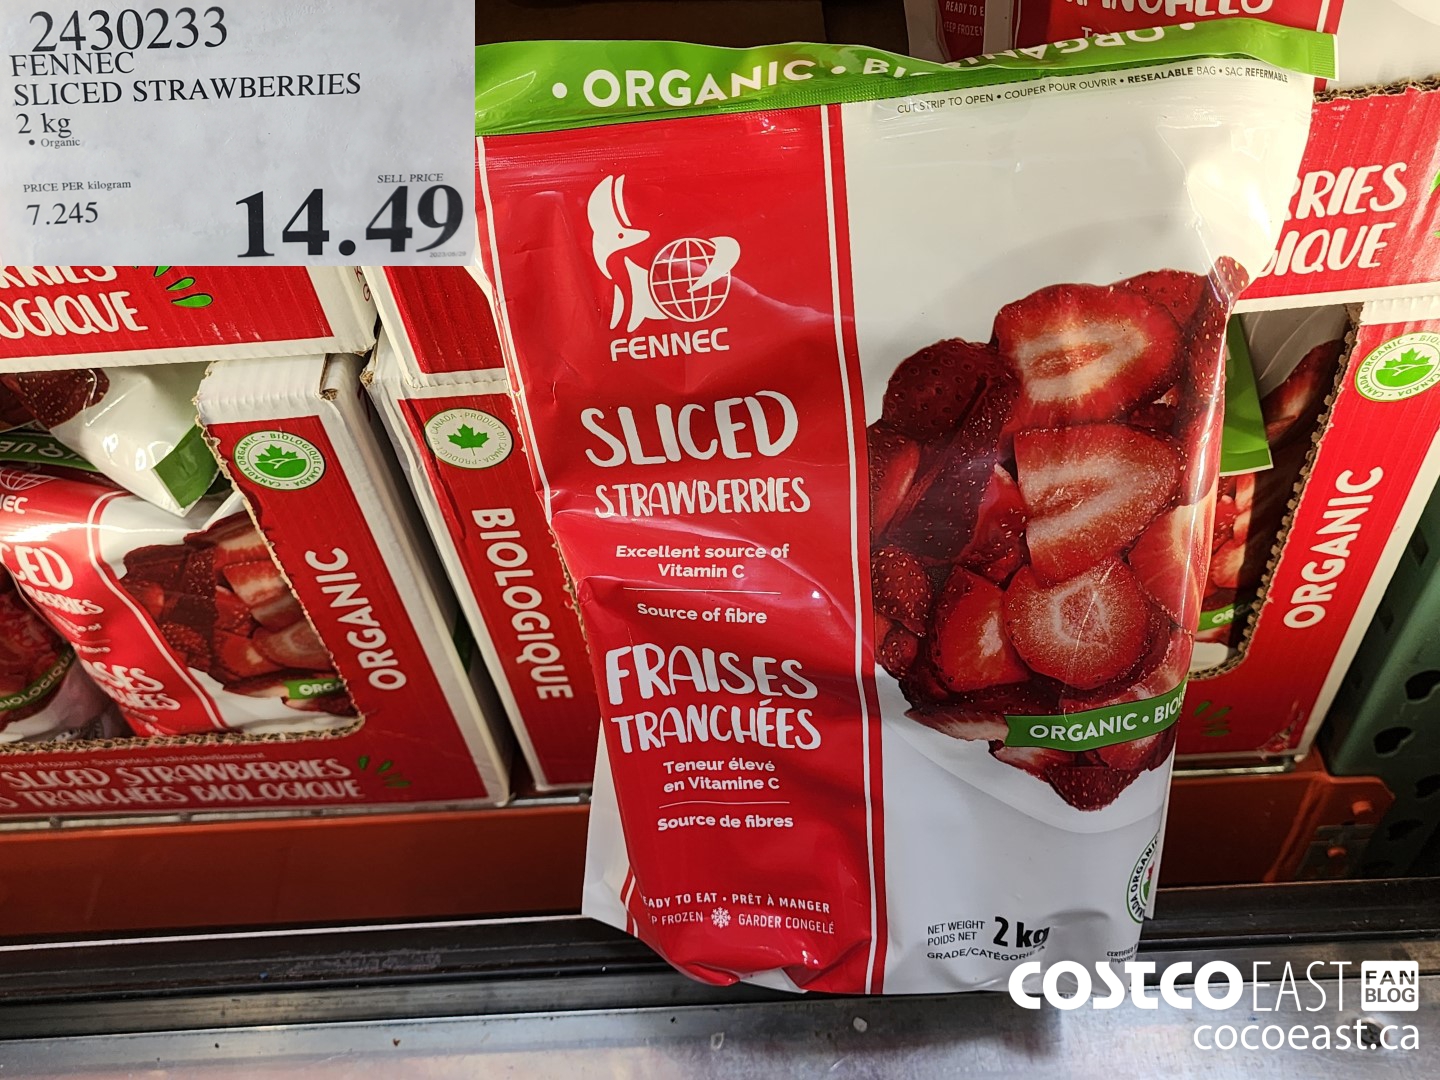 2430233
FENNEC
SLICED STRAWBERRIES
2 kg
• Organic
PRICE PER kilogram
7.245
SELL PRICE
14.49
• ORGANIC •
CUT STRIP TO OPEN • COUPER POUR OUVRIR • RESEALABLE BAG • SAC REFERMABLE
FENNEC
SLICED
STRAWBERRIES
Excellent source of
Vitamin C
Source of fibre
FRAISES
TRANCHÉES
Teneur élevé
en Vitamine C
Source de fibres
READY TO EAT • PRÊT À MANGER
FROZEN GARDER CONGELÉ
ORGANIC •
NET WEIGHT
POIDS NET
2 kg
GRADE/CATÉGORIE
ORGANIC
BIOLOGIQUE
SLICED STRAWBERRIES
TRANCHÉES BIOLOGIQUE
ORGANIC
COSTCO EAST FAN BLOG
cocoeast.ca